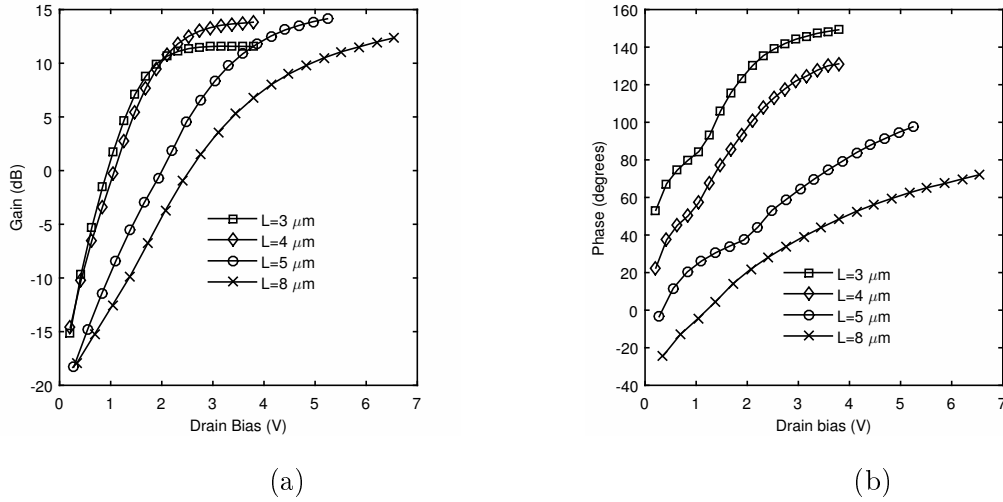 15
10
5
0
-5
-10
-15
-20
Gain (dB)
L=3 μm
L=4 μm
L=5 μm
L=8 μm
0 1 2 3 4 5 6 7
Drain Bias (V)
(a)
160
140
120
100
80
60
40
20
0
-20
-40
Phase (degrees)
L=3 μm
L=4 μm
L=5 μm
L=8 μm
0 1 2 3 4 5 6 7
Drain bias (V)
(b)